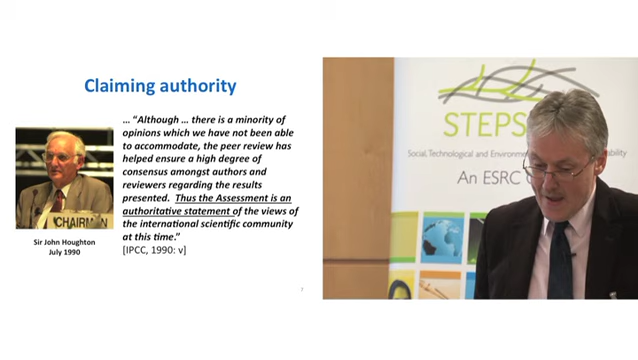 Claiming authority
… “Although … there is a minority of
opinions which we have not been able
to accommodate, the peer review has
helped ensure a high degree of
consensus amongst authors and
reviewers regarding the results
presented. Thus the Assessment is an
authoritative statement of the views of
the international scientific community
at this time.”
[IPCC, 1990: v]
CHAIRMAN
Sir John Houghton
July 1990
7
STEPS
Social, Technological and Environm
ability
An ESRC